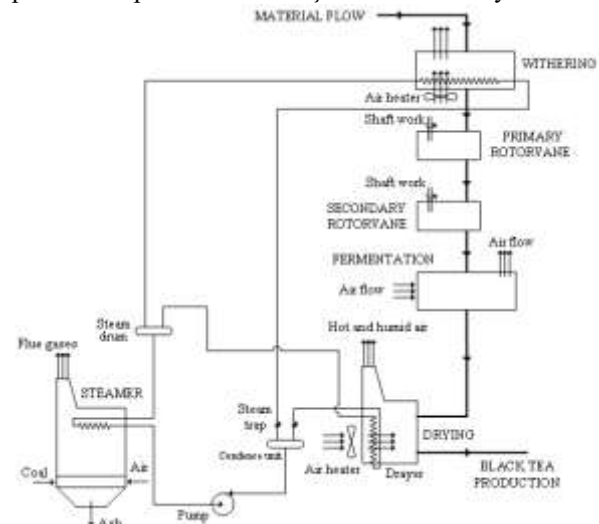 MATERIAL FLOW
WITHERING
Air heater
Shaft work
PRIMARY
ROTORVANE
Shaft work
SECONDARY
ROTORVANE
Air flow
FERMENTATION
Air flow
Hot and humid air
Steam
drum
Flue gases
STEAMER
Steam
trap
Condence unit
DRYING
Air heater
Drayer
BLACK TEA
PRODUCTION
Coal
Air
Pump
Ash